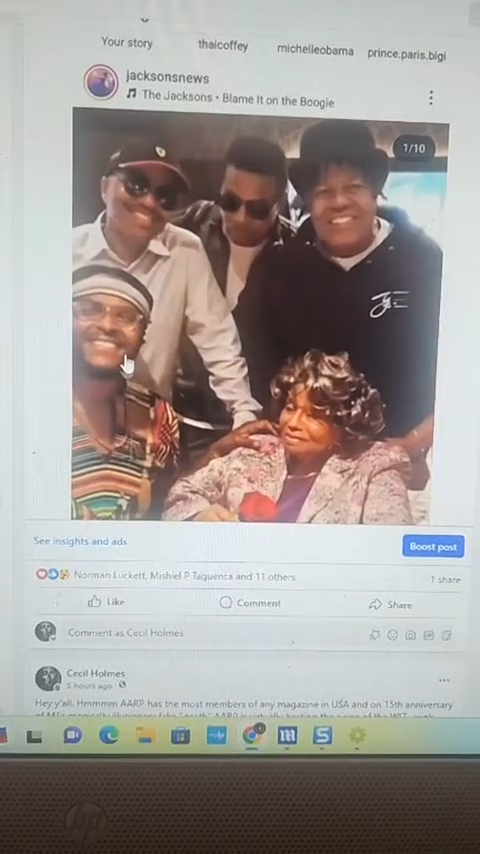 Your story
thaicoffey
michelleobama
prince.paris.bigi
jacksonsnews
The Jacksons • Blame It on the Boogie
1/10
See insights and ads
Boost post
Norman Luckett, Mishiel P Taguenca and 11 others
1 share
Like
Comment
Share
Comment as Cecil Holmes
Cecil Holmes
5 hours ago
Hey y'all. Hmmmm AARP has the most members of any magazine in USA and on 15th anniversary
hp